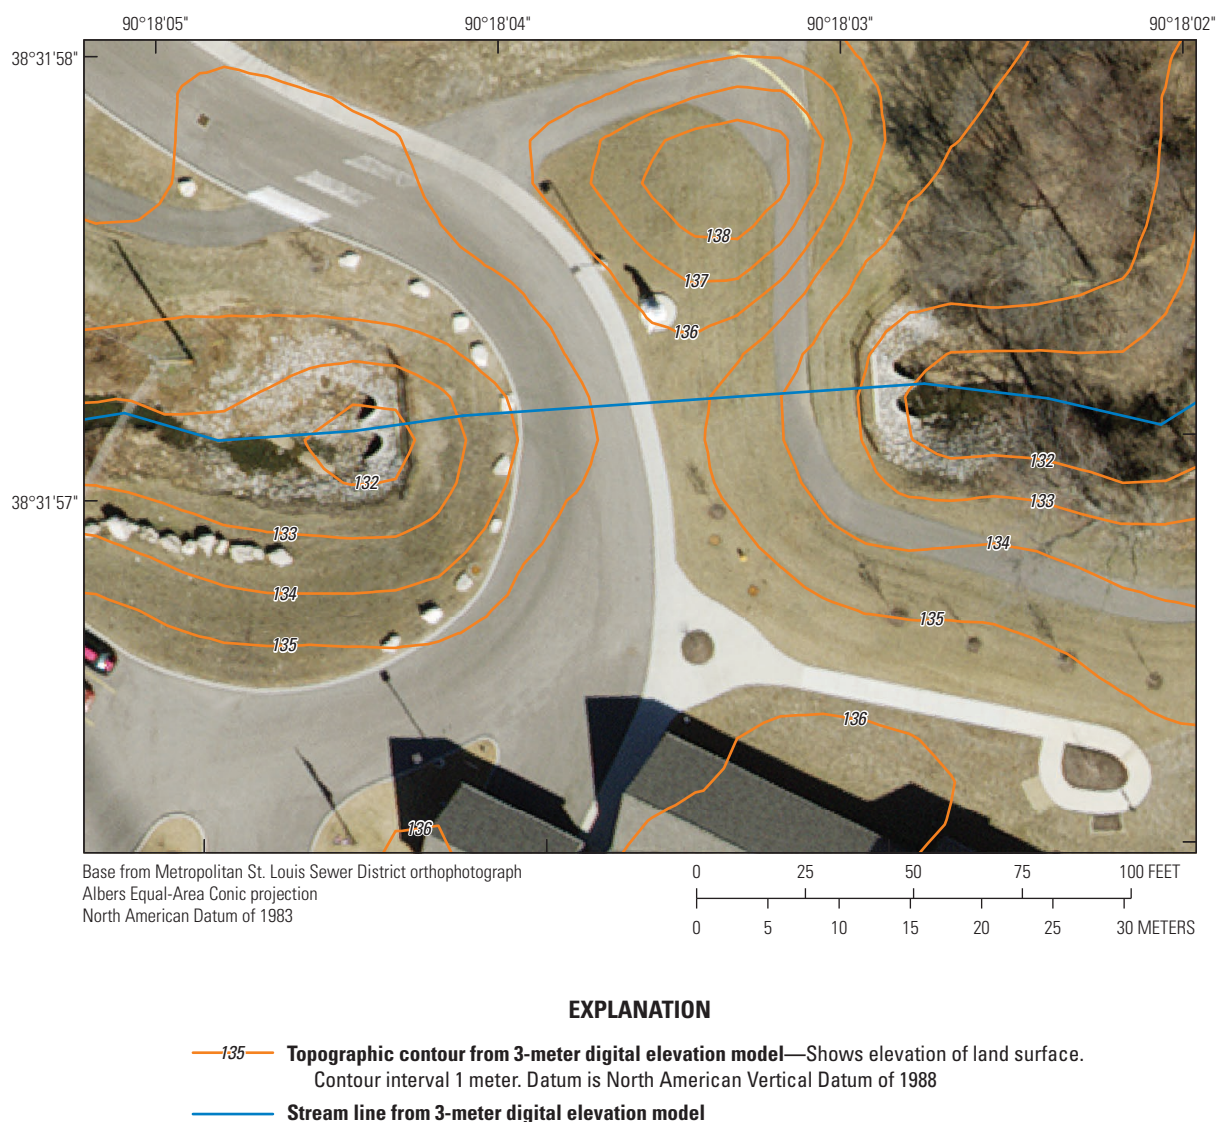 90°18'05" 90°18'04" 90°18'03" 90°18'02"
38°31'58"
138
137
136
132
132
38°31'57"
133
133
134
134
135
135
136
136
Base from Metropolitan St. Louis Sewer District orthophotograph
Albers Equal-Area Conic projection
North American Datum of 1983
0 25 50 75 100 FEET
0 5 10 15 20 25 30 METERS
EXPLANATION
135 Topographic contour from 3-meter digital elevation model—Shows elevation of land surface.
Contour interval 1 meter. Datum is North American Vertical Datum of 1988
Stream line from 3-meter digital elevation model